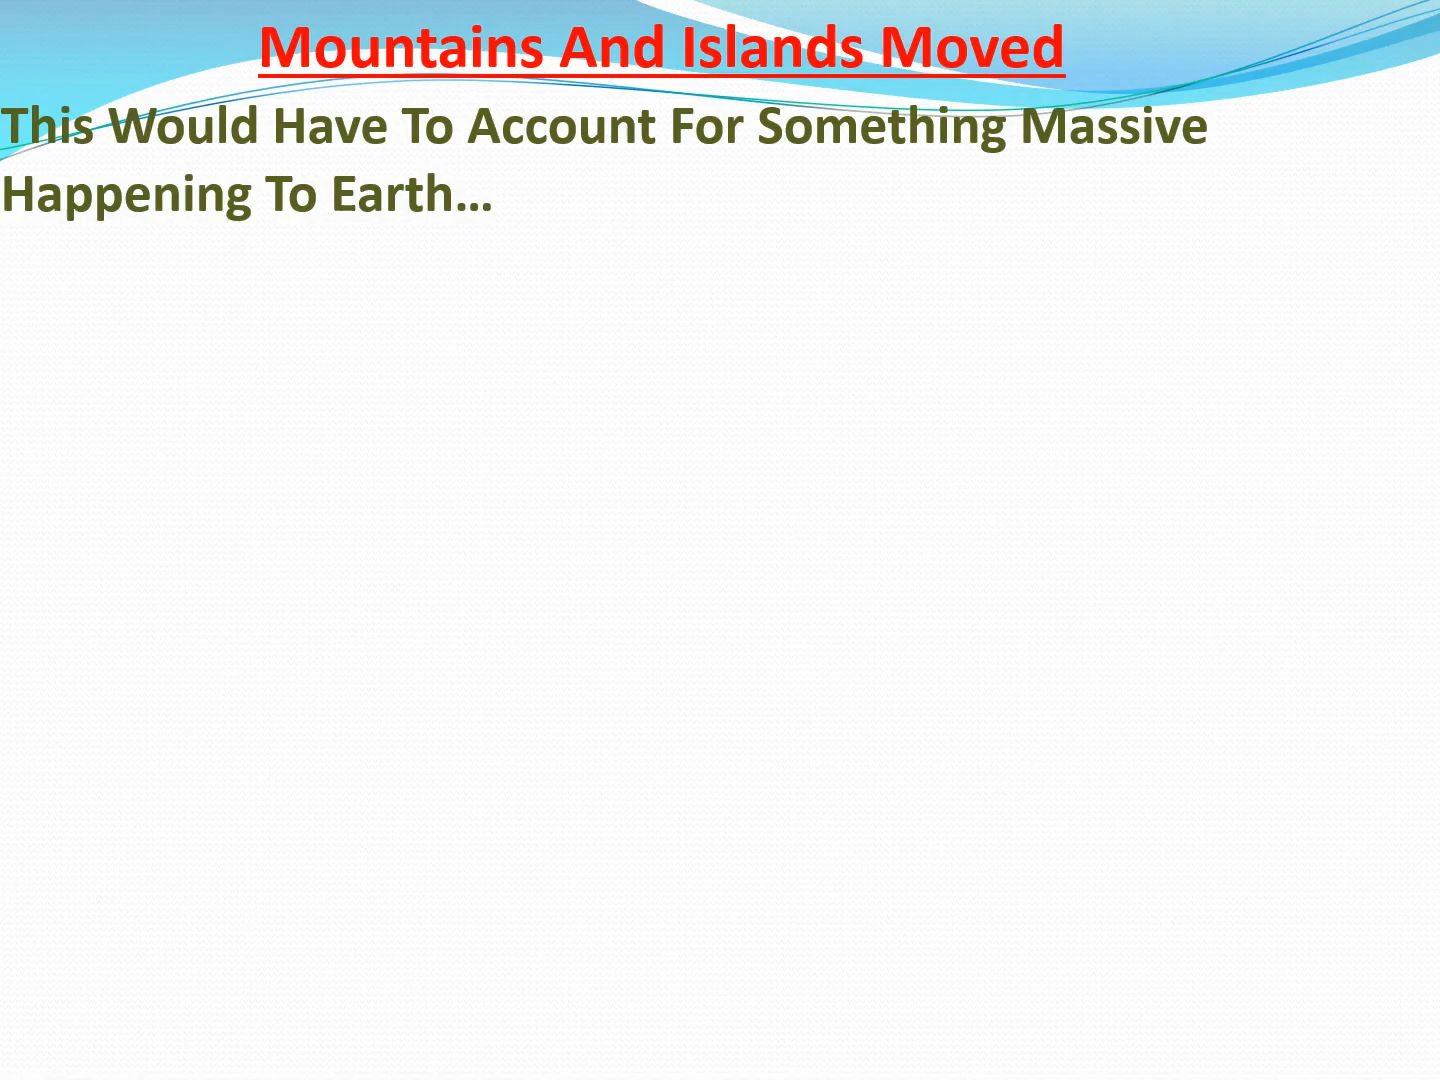 Mountains And Islands Moved
This Would Have To Account For Something Massive
Happening To Earth…